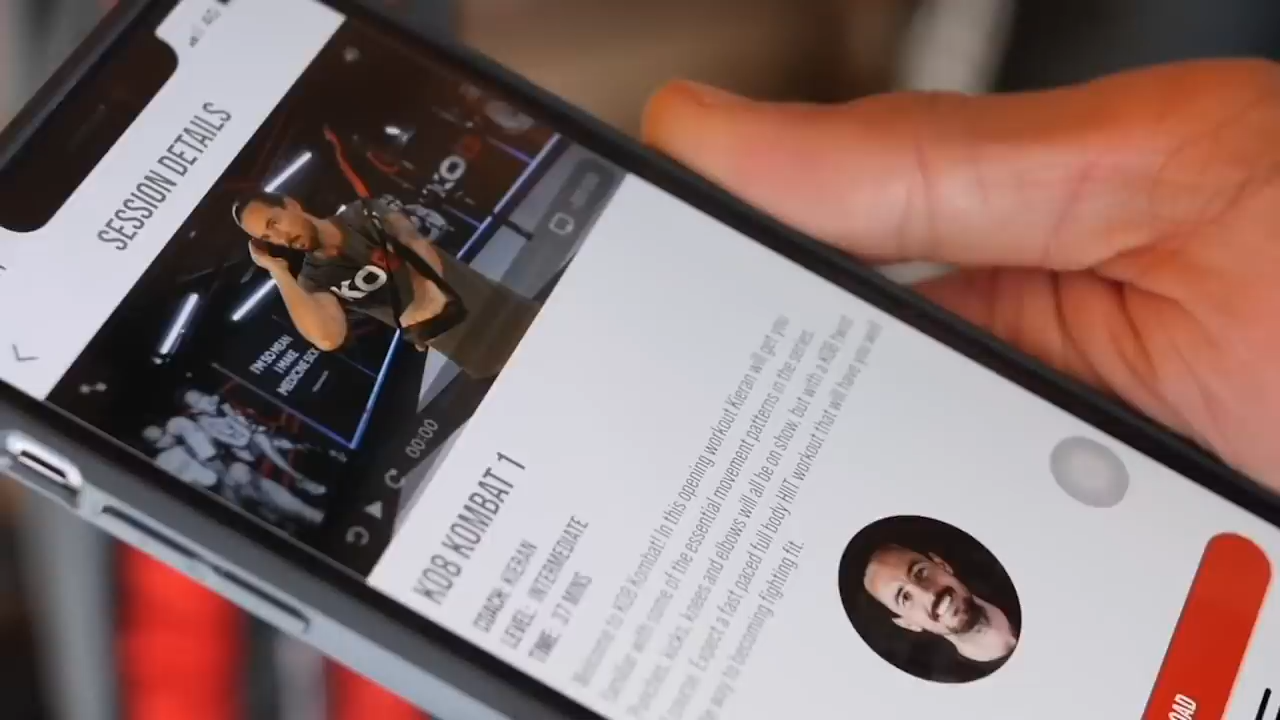 4G
SESSION DETAILS
KO8
KO
I'M SO MEAN
I MAKE
MEDICINE SICK
00:00
KO8 KOMBAT 1
COACH: KIERAN
LEVEL: INTERMEDIATE
TIME: 37 MINS
Welcome to KO8 Kombat! In this opening workout Kieran will get you
familiar with some of the essential movement patterns in the series.
Punches, kicks, knees and elbows will all be on show, but with a KO8 twist
of course. Expect a fast paced full body HIIT workout that will have you well
the way to becoming fighting fit.
OAD